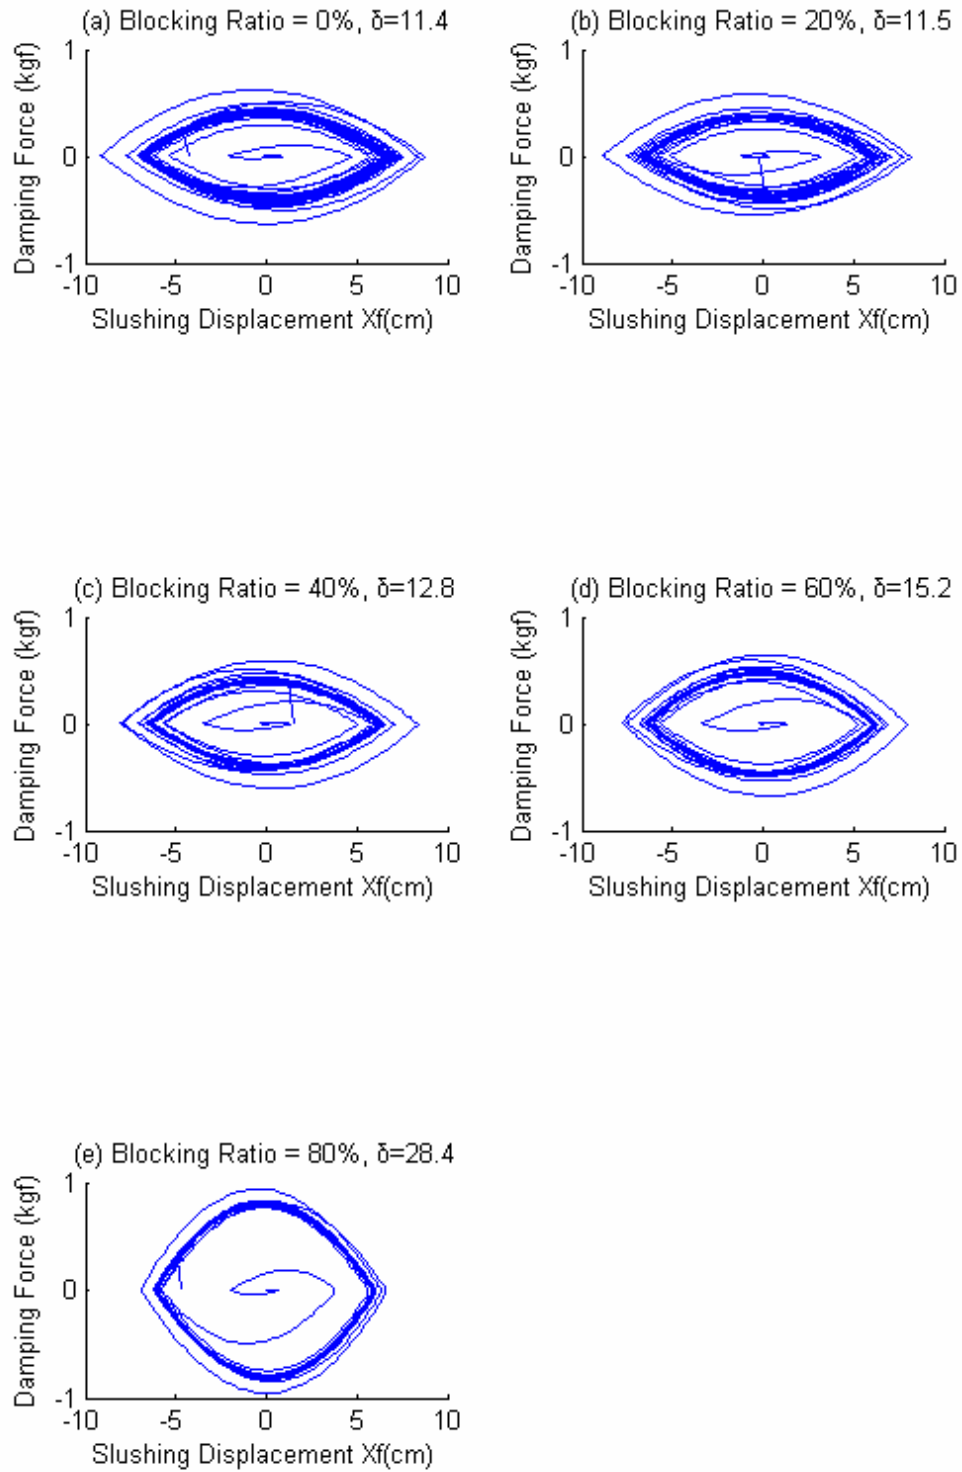 (a) Blocking Ratio = 0%, δ=11.4
Damping Force (kgf)
1
0
-1
-10 -5 0 5 10
Slushing Displacement Xf(cm)
(b) Blocking Ratio = 20%, δ=11.5
Damping Force (kgf)
1
0
-1
-10 -5 0 5 10
Slushing Displacement Xf(cm)
(c) Blocking Ratio = 40%, δ=12.8
Damping Force (kgf)
1
0
-1
-10 -5 0 5 10
Slushing Displacement Xf(cm)
(d) Blocking Ratio = 60%, δ=15.2
Damping Force (kgf)
1
0
-1
-10 -5 0 5 10
Slushing Displacement Xf(cm)
(e) Blocking Ratio = 80%, δ=28.4
Damping Force (kgf)
1
0
-1
-10 -5 0 5 10
Slushing Displacement Xf(cm)